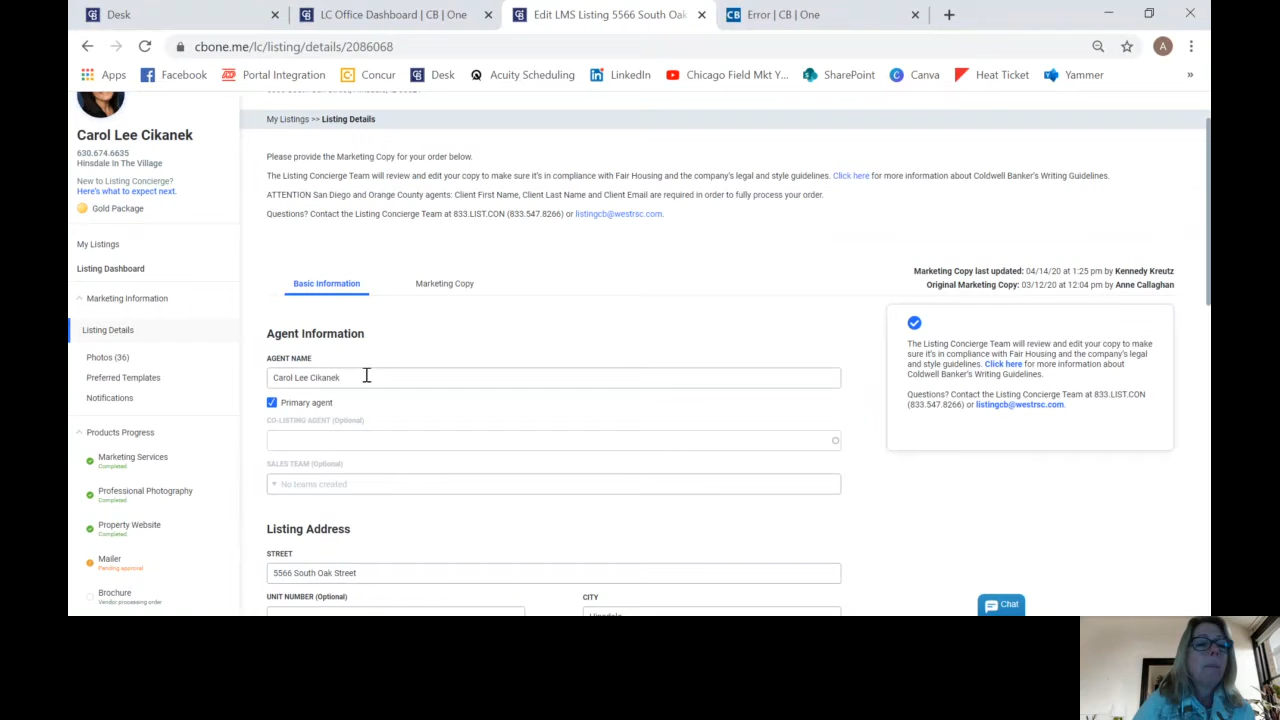 Edit LMS Listing 5566 South Oak
Error | CBD One
cbone.me/lc/listing/details/2086068
A
Apps
Facebook
Portal Integration
Concur
Desk
Acuity Scheduling
LinkedIn
Chicago Field Mkt...
SharePoint
Canva
Heat Ticket
Yammer
»
Carol Lee Cikanek
630.674.6635
Hinsdale In The Village
New to Listing Concierge?
Here's what to expect next.
Gold Package
My Listings
Listing Dashboard
Marketing Information
Listing Details
Photos (36)
Preferred Templates
Notifications
Products Progress
Marketing Services
Completed
Professional Photography
Completed
Property Website
Completed
Mailer
Pending approval
Brochure
Vendor processing order
My Listings >> Listing Details
Please provide the Marketing Copy for your order below.
The Listing Concierge Team will review and edit your copy to make sure it is in compliance with Fair Housing and the company's legal and style guidelines. Click here for more information about Coldwell Banker's Writing Guidelines.
ATTENTION San Diego and Orange County agents: Client First Name, Client Last Name and Client Email are required in order to fully process your order.
Questions? Contact the Listing Concierge Team at 833.LIST.CON (833.547.8266) or listingcb@westrsc.com.
Basic Information
Marketing Copy
Marketing Copy last updated: 04/14/20 at 1:25 pm by Kennedy Kreutz
Original Marketing Copy: 03/12/20 at 12:04 pm by Anne Callaghan
Agent Information
AGENT NAME
Carol Lee Cikanek
Primary agent
CO-LISTING AGENT (Optional)
SALES TEAM (Optional)
No teams created
Listing Address
STREET
5566 South Oak Street
UNIT NUMBER (Optional)
CITY
Hinsdale
The Listing Concierge Team will review and edit your copy to make
sure it's in compliance with Fair Housing and the company's legal
and style guidelines. Click here for more information about
Coldwell Banker's Writing Guidelines.
Questions? Contact the Listing Concierge Team at 833.LIST.CON
(833.547.8266) or listingcb@westrsc.com.
Chat